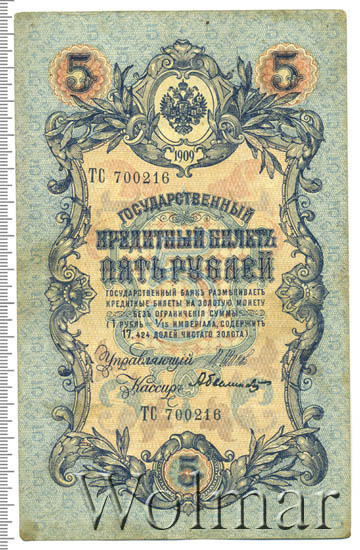 5 5
1909
ТС 700216
ГОСУДАРСТВЕННЫЙ
КРЕДИТНЫЙ БИЛЕТЪ
ПЯТЬ РУБЛЕЙ
ГОСУДАРСТВЕННЫЙ БАНКЪ РАЗМѢНИВАЕТЪ
КРЕДИТНЫЕ БИЛЕТЫ НА ЗОЛОТУЮ МОНЕТУ
БЕЗЪ ОГРАНИЧЕНІЯ СУММЫ
(1 РУБЛЬ = 1/15 ИМПЕРІАЛА, СОДЕРЖИТЪ
17,424 ДОЛЕЙ ЧИСТАГО ЗОЛОТА).
Управляющій
Кассиръ
ТС 700216
5
Wolmar